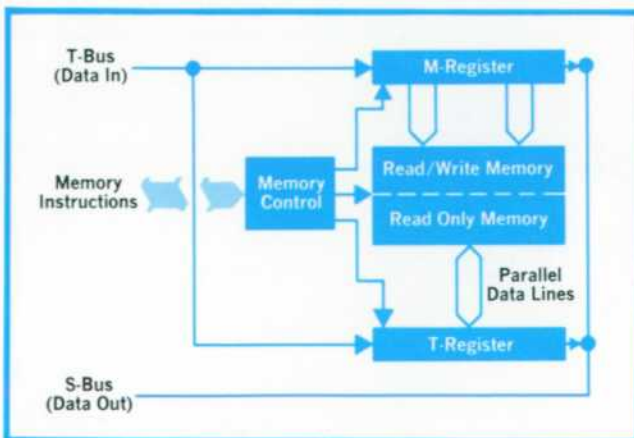 T-Bus
(Data In)
M-Register
Memory
Instructions
Memory
Control
Read/Write Memory
Read Only Memory
Parallel
Data Lines
T-Register
S-Bus
(Data Out)